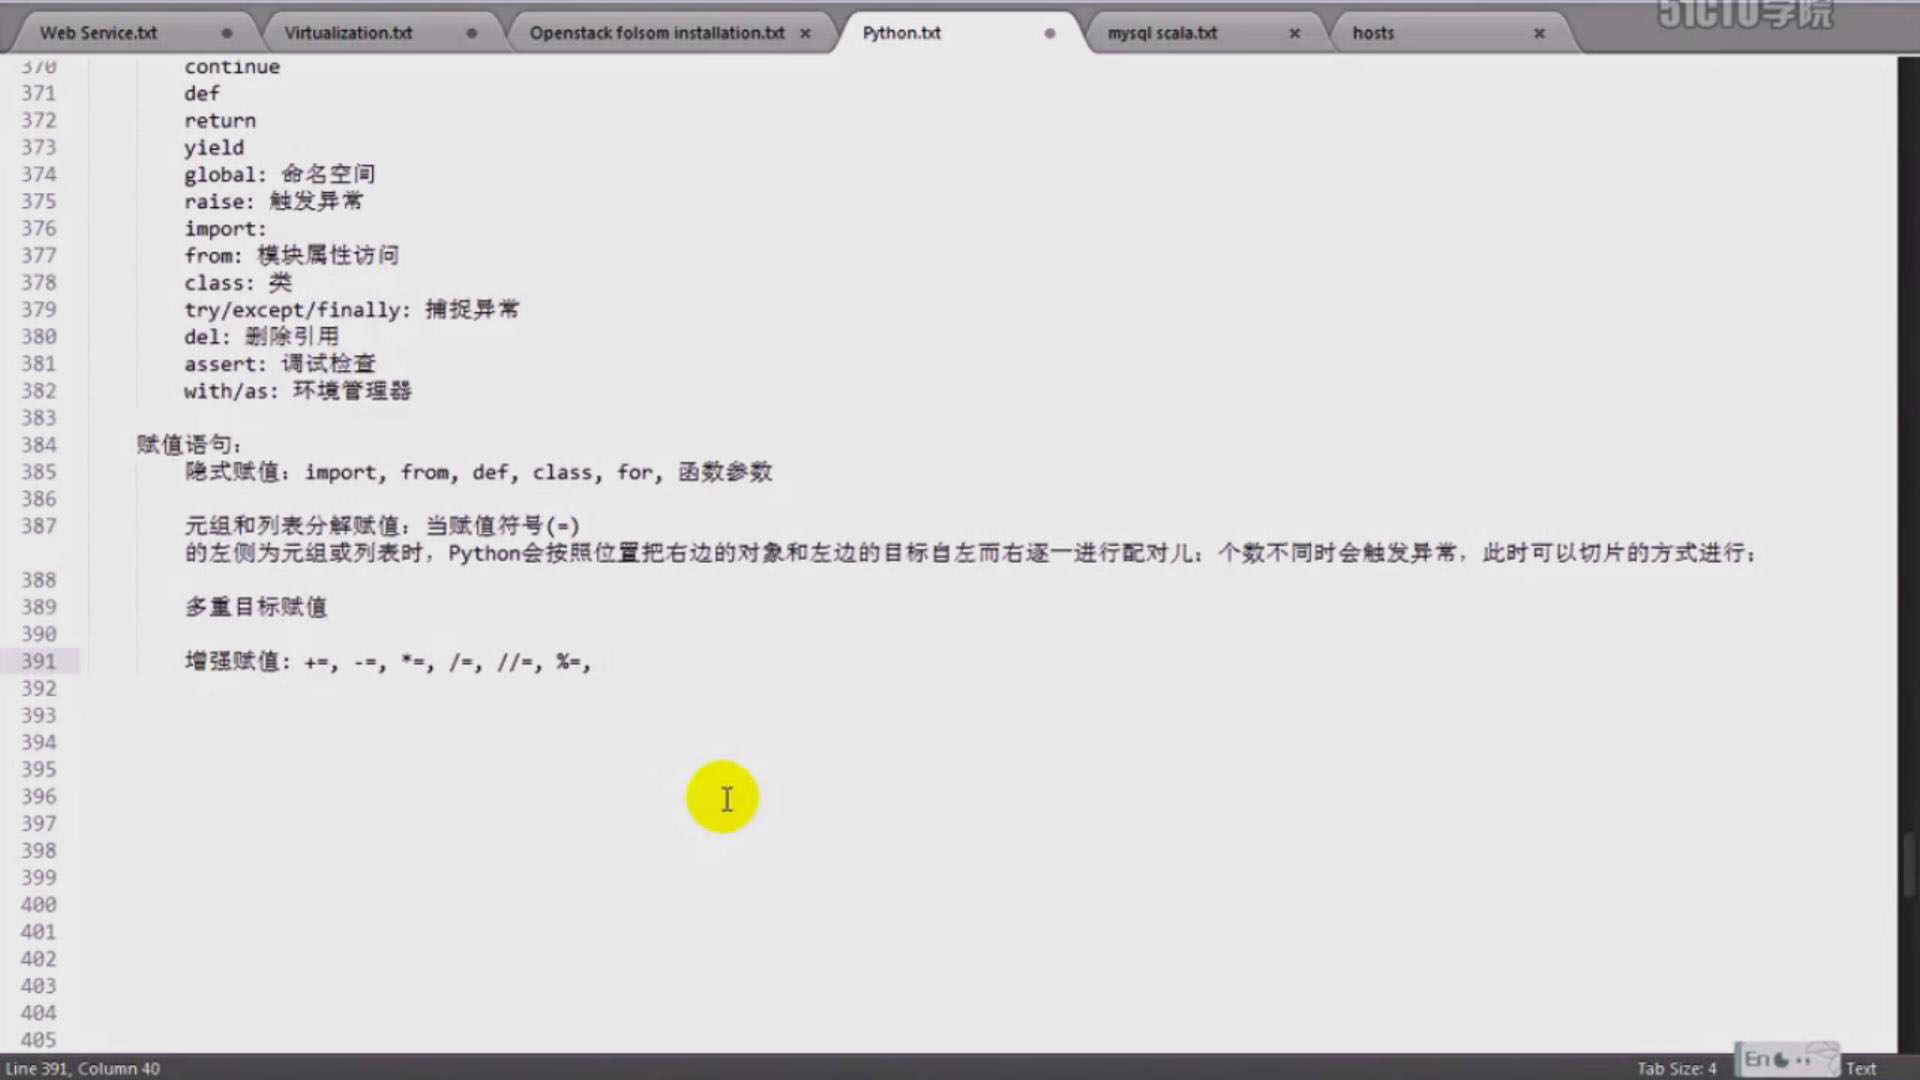 51CTO学院
Web Service.txt
Virtualization.txt
Openstack folsom installation.txt
Python.txt
mysql scala.txt
hosts
370 continue
371 def
372 return
373 yield
374 global: 命名空间
375 raise: 触发异常
376 import:
377 from: 模块属性访问
378 class: 类
379 try/except/finally: 捕捉异常
380 del: 删除引用
381 assert: 调试检查
382 with/as: 环境管理器
383
384 赋值语句:
385 隐式赋值: import, from, def, class, for, 函数参数
386
387 元组和列表分解赋值: 当赋值符号(=)
的左侧为元组或列表时, Python会按照位置把右边的对象和左边的目标自左而右逐一进行配对儿; 个数不同时会触发异常, 此时可以切片的方式进行;
388
389 多重目标赋值
390
391 增强赋值: +=, -=, *=, /=, //=, %=,
392
393
394
395
396
397
398
399
400
401
402
403
404
405
Line 391, Column 40
Tab Size: 4
En
Text